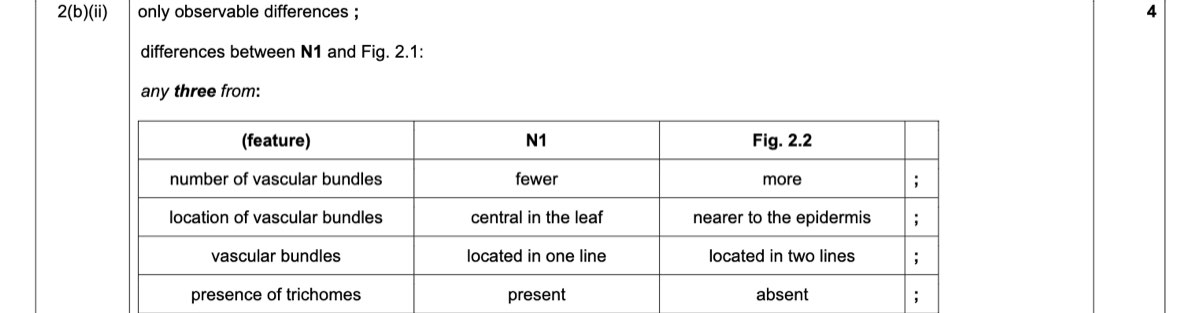 2(b)(ii) only observable differences ; 4
differences between N1 and Fig. 2.1:
any three from:
(feature) N1 Fig. 2.2
number of vascular bundles fewer more ;
location of vascular bundles central in the leaf nearer to the epidermis ;
vascular bundles located in one line located in two lines ;
presence of trichomes present absent ;